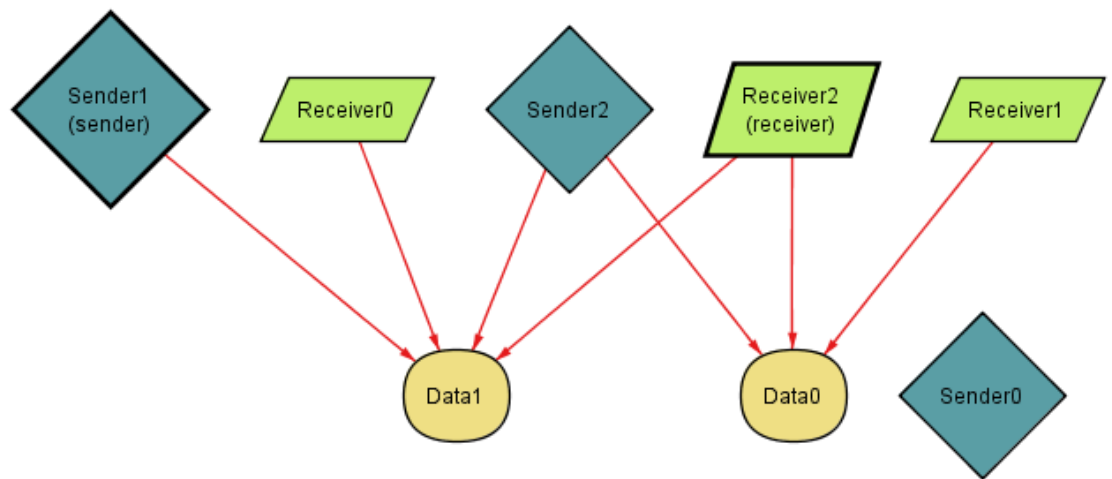 Sender1
(sender)
Receiver0
Sender2
Receiver2
(receiver)
Receiver1
Data1
Data0
Sender0